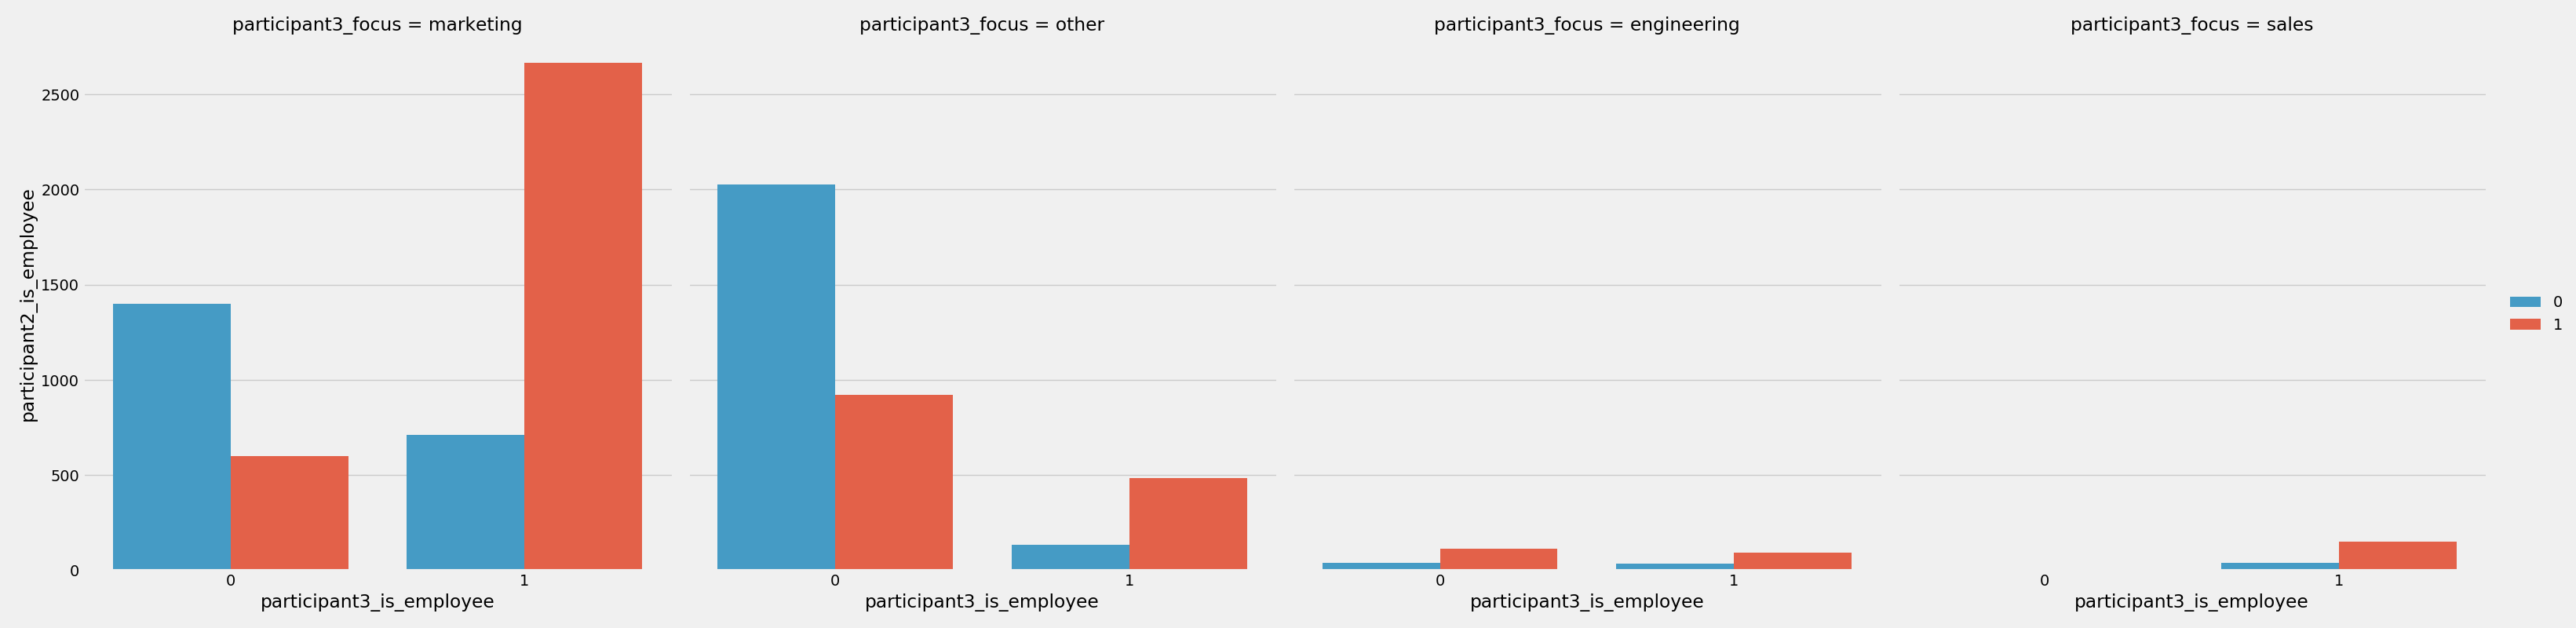 participant3_focus = marketing
participant3_focus = other
participant3_focus = engineering
participant3_focus = sales
participant2_is_employee
2500
2000
1500
1000
500
0
0 1
0 1
0 1
0 1
participant3_is_employee
participant3_is_employee
participant3_is_employee
participant3_is_employee
0
1